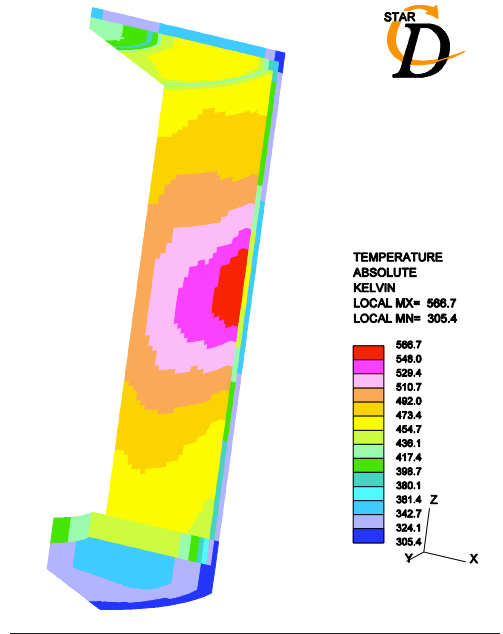 STAR
D
TEMPERATURE
ABSOLUTE
KELVIN
LOCAL MX= 566.7
LOCAL MN= 305.4
566.7
548.0
529.4
510.7
492.0
473.4
454.7
436.1
417.4
398.7
380.1
361.4
342.7
324.1
305.4
Z
Y
X